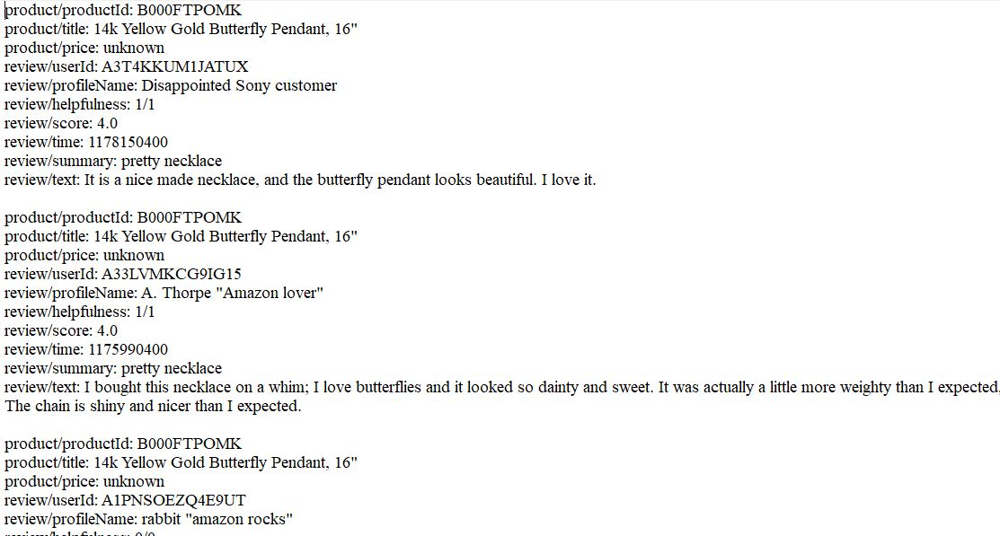 product/productId: B000FTPOMK
product/title: 14k Yellow Gold Butterfly Pendant, 16"
product/price: unknown
review/userId: A3T4KKUM1JATUX
review/profileName: Disappointed Sony customer
review/helpfulness: 1/1
review/score: 4.0
review/time: 1178150400
review/summary: pretty necklace
review/text: It is a nice made necklace, and the butterfly pendant looks beautiful. I love it.

product/productId: B000FTPOMK
product/title: 14k Yellow Gold Butterfly Pendant, 16"
product/price: unknown
review/userId: A33LVMKCG9IG15
review/profileName: A. Thorpe "Amazon lover"
review/helpfulness: 1/1
review/score: 4.0
review/time: 1175990400
review/summary: pretty necklace
review/text: I bought this necklace on a whim; I love butterflies and it looked so dainty and sweet. It was actually a little more weighty than I expected.
The chain is shiny and nicer than I expected.

product/productId: B000FTPOMK
product/title: 14k Yellow Gold Butterfly Pendant, 16"
product/price: unknown
review/userId: A1PNSOEZQ4E9UT
review/profileName: rabbit "amazon rocks"
review/helpfulness: 0/0